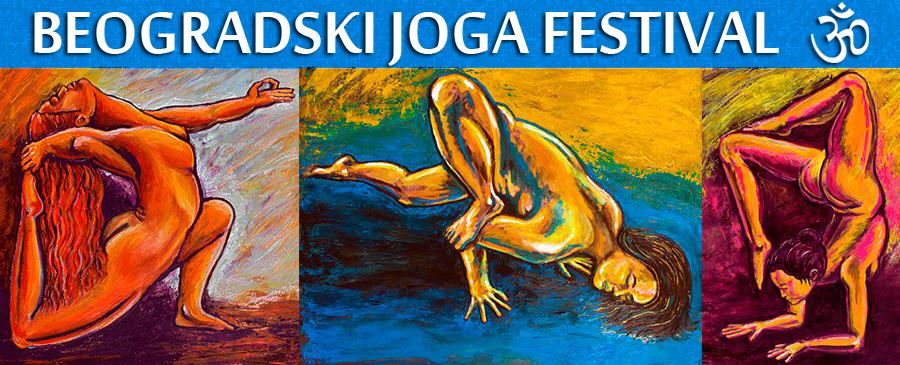 BEOGRADSKI JOGA FESTIVAL ॐ